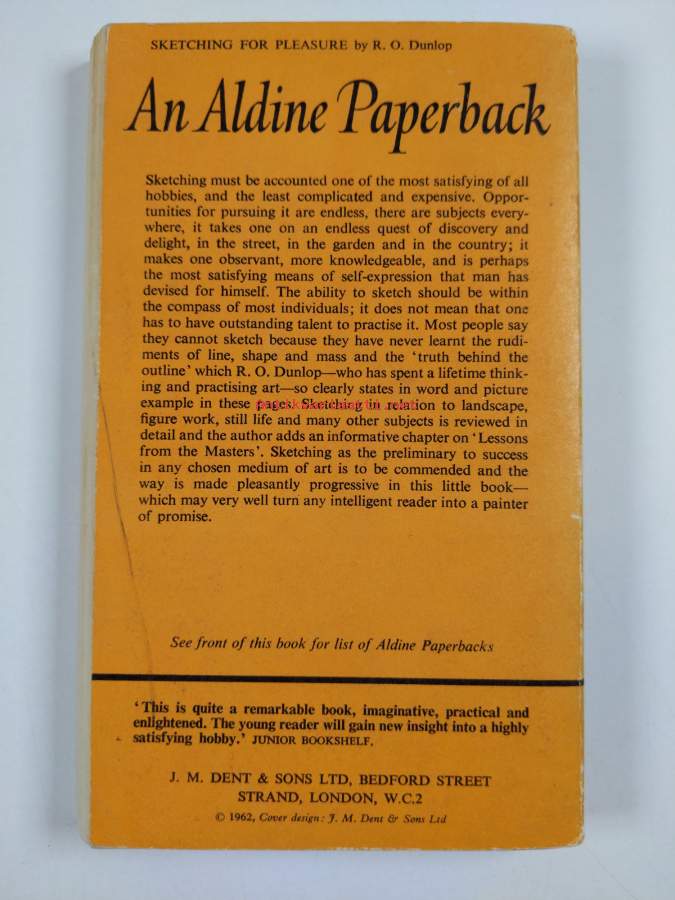 SKETCHING FOR PLEASURE by R. O. Dunlop
An Aldine Paperback
Sketching must be accounted one of the most satisfying of all
hobbies, and the least complicated and expensive. Oppor-
tunities for pursuing it are endless, there are subjects every-
where, it takes one on an endless quest of discovery and
delight, in the street, in the garden and in the country; it
makes one observant, more knowledgeable, and is perhaps
the most satisfying means of self-expression that man has
devised for himself. The ability to sketch should be within
the compass of most individuals; it does not mean that one
has to have outstanding talent to practise it. Most people say
they cannot sketch because they have never learnt the rudi-
ments of line, shape and mass and the ‘truth behind the
outline’ which R. O. Dunlop—who has spent a lifetime think-
ing and practising art—so clearly states in word and picture
example in these pages. Sketching in relation to landscape,
figure work, still life and many other subjects is reviewed in
detail and the author adds an informative chapter on ‘Lessons
from the Masters’. Sketching as the preliminary to success
in any chosen medium of art is to be commended and the
way is made pleasantly progressive in this little book—
which may very well turn any intelligent reader into a painter
of promise.
See front of this book for list of Aldine Paperbacks
‘This is quite a remarkable book, imaginative, practical and
enlightened. The young reader will gain new insight into a highly
satisfying hobby.’ JUNIOR BOOKSHELF.
J. M. DENT & SONS LTD, BEDFORD STREET
STRAND, LONDON, W.C.2
© 1962, Cover design: J. M. Dent & Sons Ltd